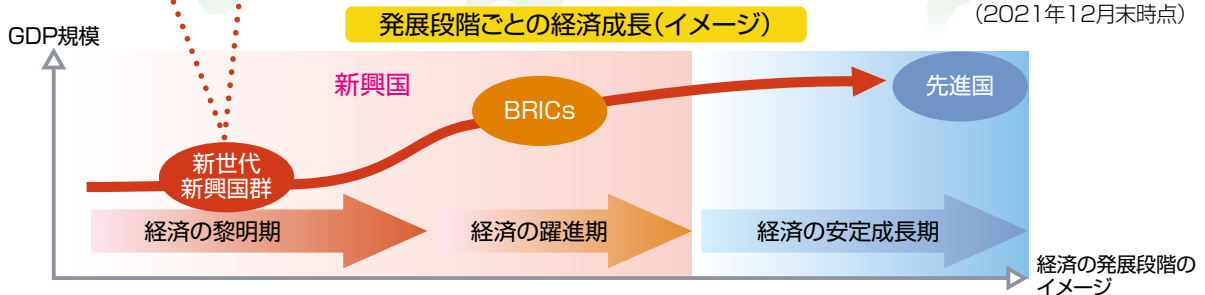 発展段階ごとの経済成長(イメージ)
(2021年12月末時点)
GDP規模
新興国
BRICs
先進国
新世代
新興国群
経済の黎明期
経済の躍進期
経済の安定成長期
経済の発展段階の
イメージ